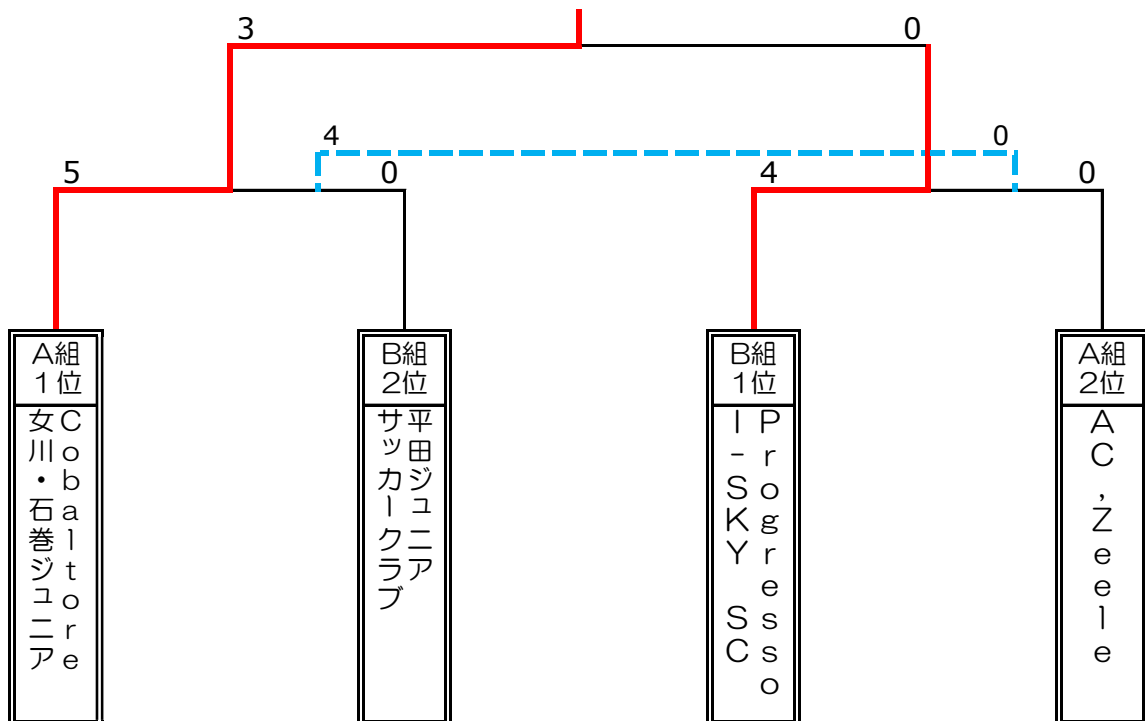 3
0
4
0
5
0
4
0
A組
1位
Cobaltore
女川・石巻ジュニア
B組
2位
平田ジュニア
サッカークラブ
B組
1位
Progresso
I-SKY SC
A組
2位
AC,Zeele